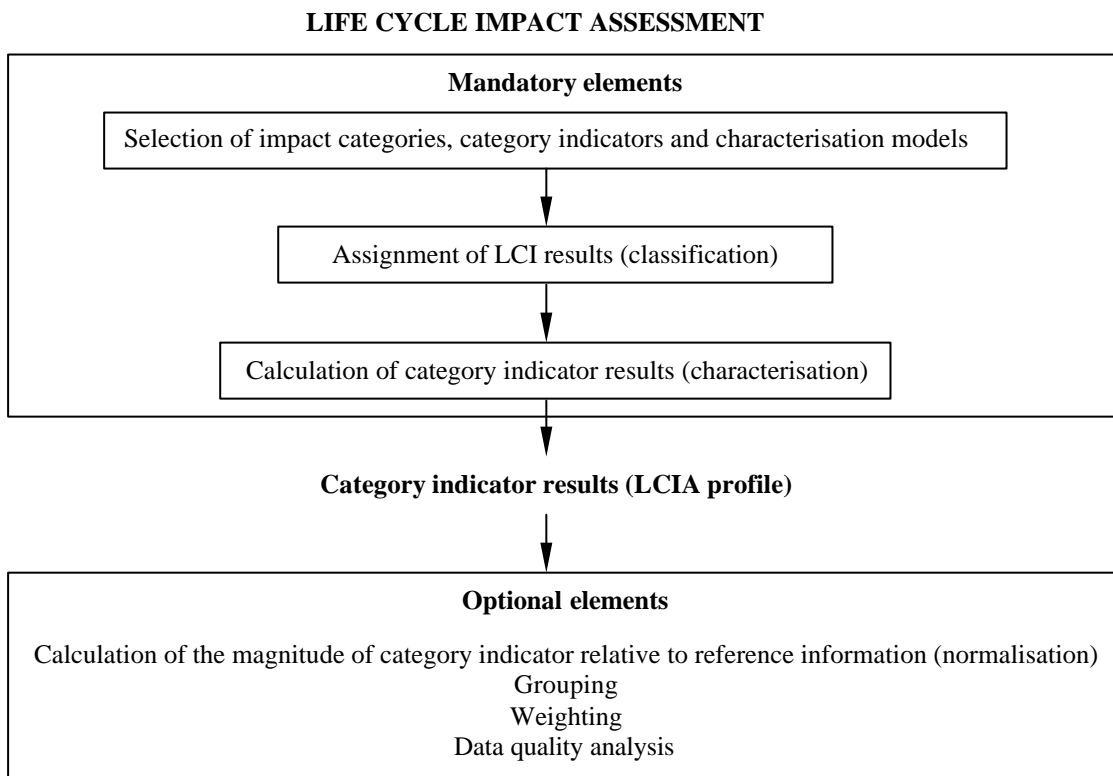 LIFE CYCLE IMPACT ASSESSMENT
Mandatory elements
Selection of impact categories, category indicators and characterisation models
Assignment of LCI results (classification)
Calculation of category indicator results (characterisation)
Category indicator results (LCIA profile)
Optional elements
Calculation of the magnitude of category indicator relative to reference information (normalisation)
Grouping
Weighting
Data quality analysis